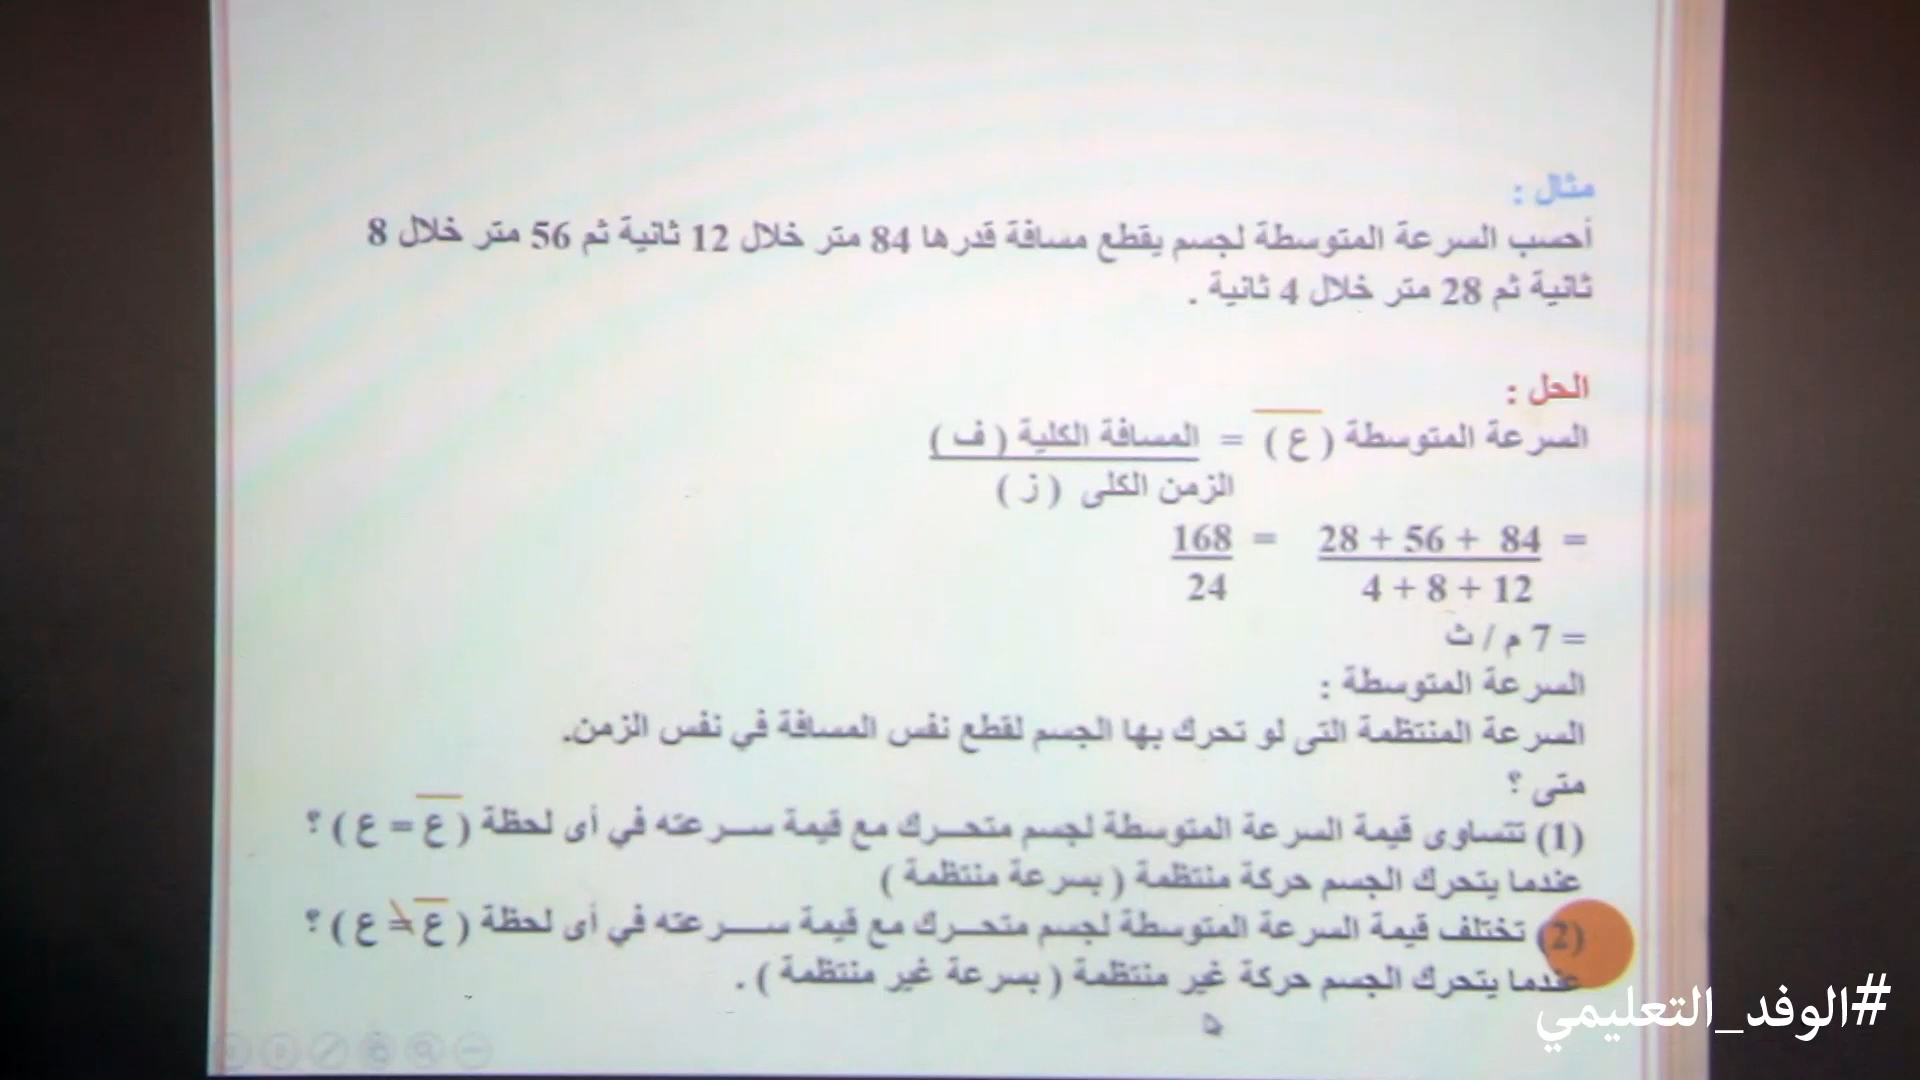 مثال :
أحسب السرعة المتوسطة لجسم يقطع مسافة قدرها 84 متر خلال 12 ثانية ثم 56 متر خلال 8
ثانية ثم 28 متر خلال 4 ثانية .
الحل :
السرعة المتوسطة ( ع ) = المسافة الكلية ( ف )
الزمن الكلى ( ز )
= 84 + 56 + 28 = 168
12 + 8 + 4 24
= 7 م / ث
السرعة المتوسطة :
السرعة المنتظمة التى لو تحرك بها الجسم لقطع نفس المسافة في نفس الزمن.
متى ؟
(1) تتساوى قيمة السرعة المتوسطة لجسم متحرك مع قيمة سرعته في أى لحظة ( ع = ع ) ؟
عندما يتحرك الجسم حركة منتظمة ( بسرعة منتظمة )
(2) تختلف قيمة السرعة المتوسطة لجسم متحرك مع قيمة سرعته في أى لحظة ( ع ≠ ع ) ؟
عندما يتحرك الجسم حركة غير منتظمة ( بسرعة غير منتظمة ) .
#الوفد_التعليمي